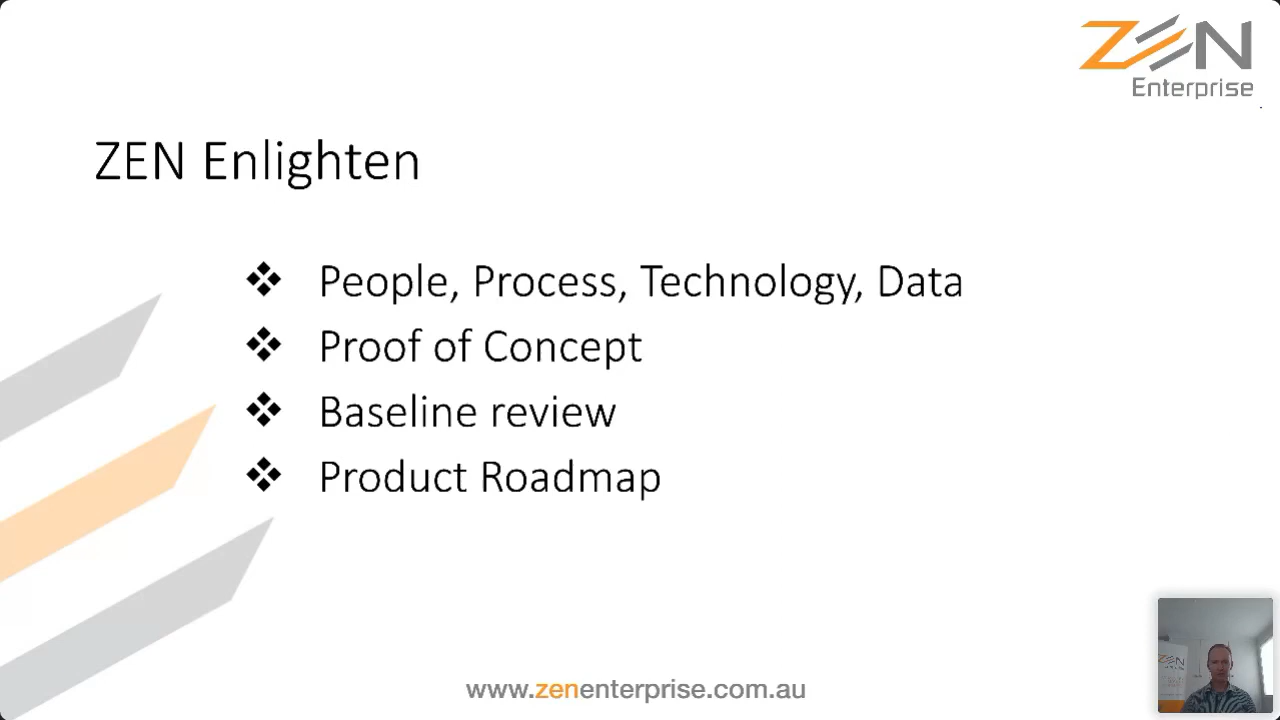 ZEN
Enterprise
ZEN Enlighten
❖ People, Process, Technology, Data
❖ Proof of Concept
❖ Baseline review
❖ Product Roadmap
ZEN
www.zenenterprise.com.au